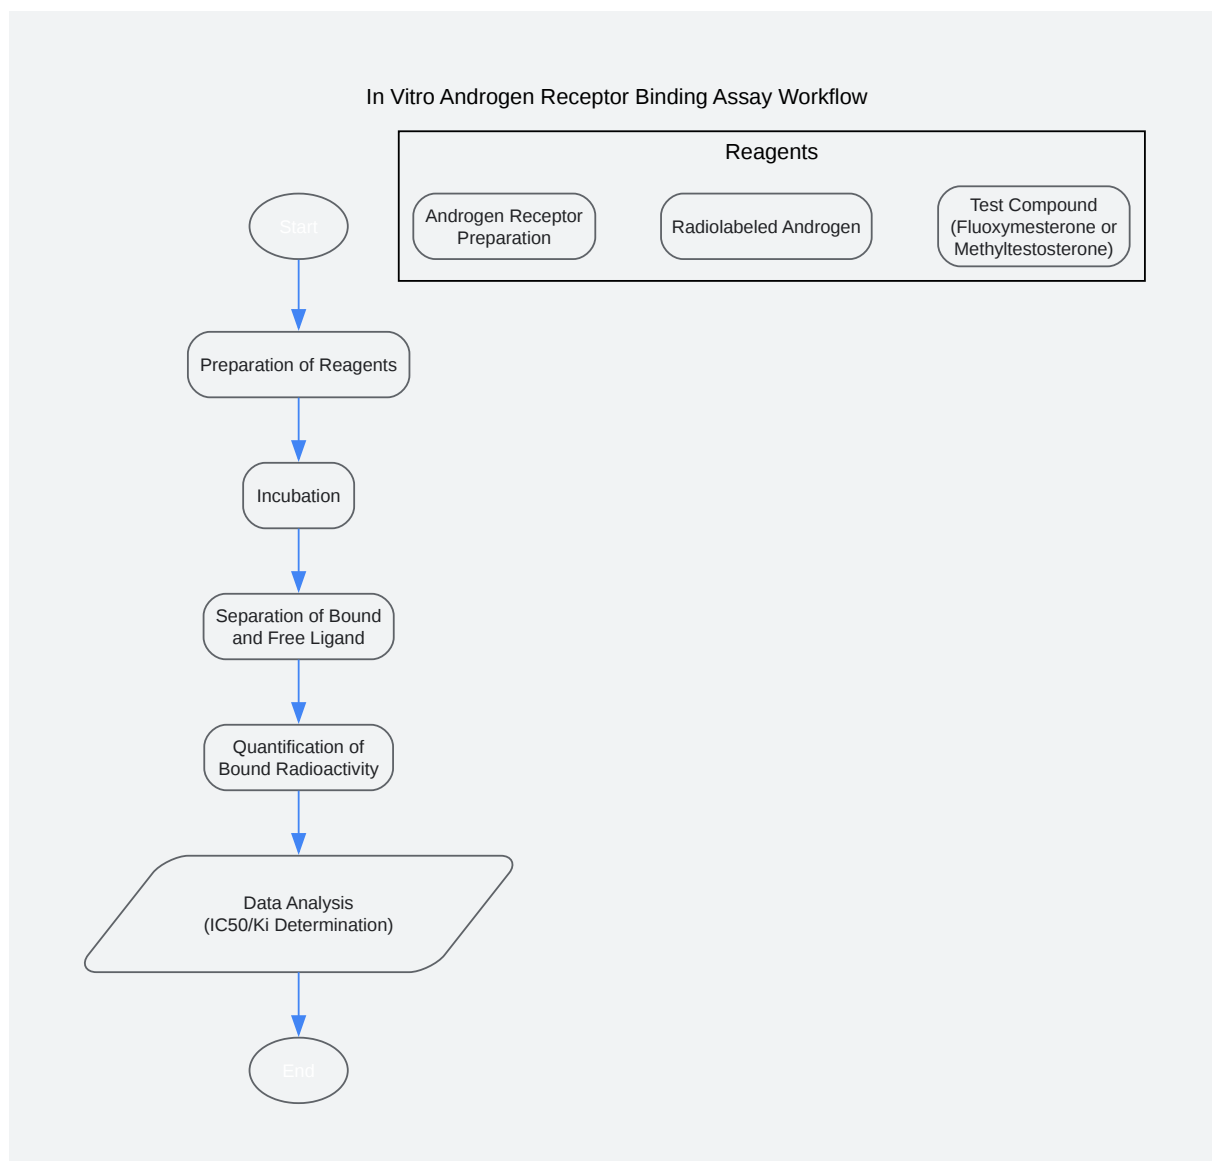 In Vitro Androgen Receptor Binding Assay Workflow
Reagents
Androgen Receptor
Preparation
Radiolabeled Androgen
Test Compound
(Fluoxymesterone or
Methyltestosterone)
Start
Preparation of Reagents
Incubation
Separation of Bound
and Free Ligand
Quantification of
Bound Radioactivity
Data Analysis
(IC50/Ki Determination)
End